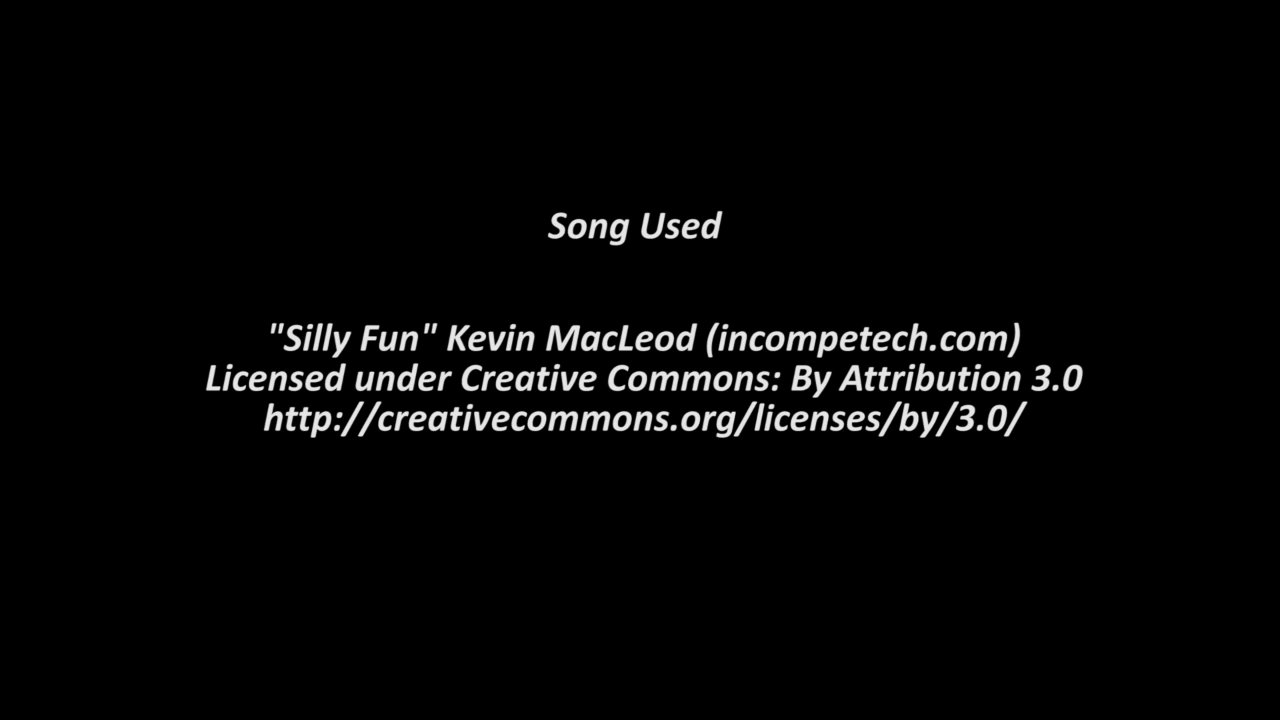 Song Used
"Silly Fun" Kevin MacLeod (incompetech.com)
Licensed under Creative Commons: By Attribution 3.0
http://creativecommons.org/licenses/by/3.0/